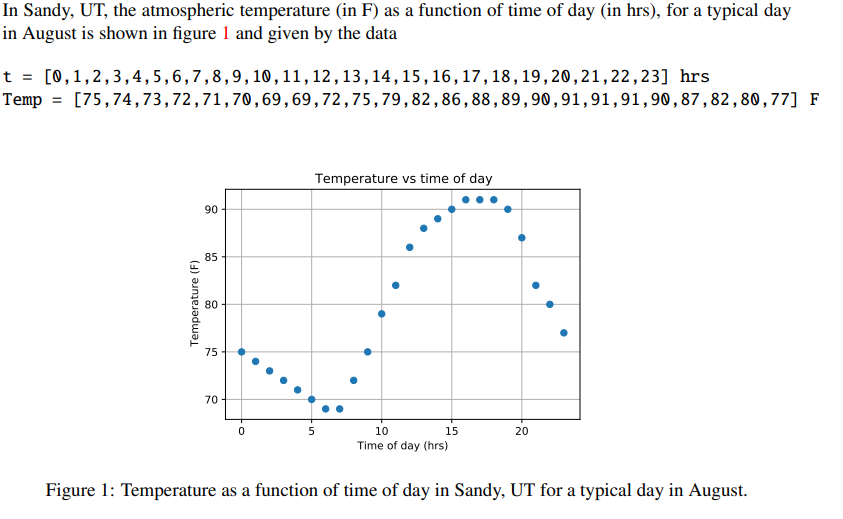 In Sandy, UT, the atmospheric temperature (in F) as a function of time of day (in hrs), for a typical day
in August is shown in figure 1 and given by the data
t = [0,1,2,3,4,5,6,7,8,9,10,11,12,13,14,15,16,17,18,19,20,21,22,23] hrs
Temp = [75,74,73,72,71,70,69,69,72,75,79,82,86,88,89,90,91,91,91,90,87,82,80,77] F
Temperature vs time of day
90
85
80
75
70
Temperature (F)
0 5 10 15 20
Time of day (hrs)
Figure 1: Temperature as a function of time of day in Sandy, UT for a typical day in August.